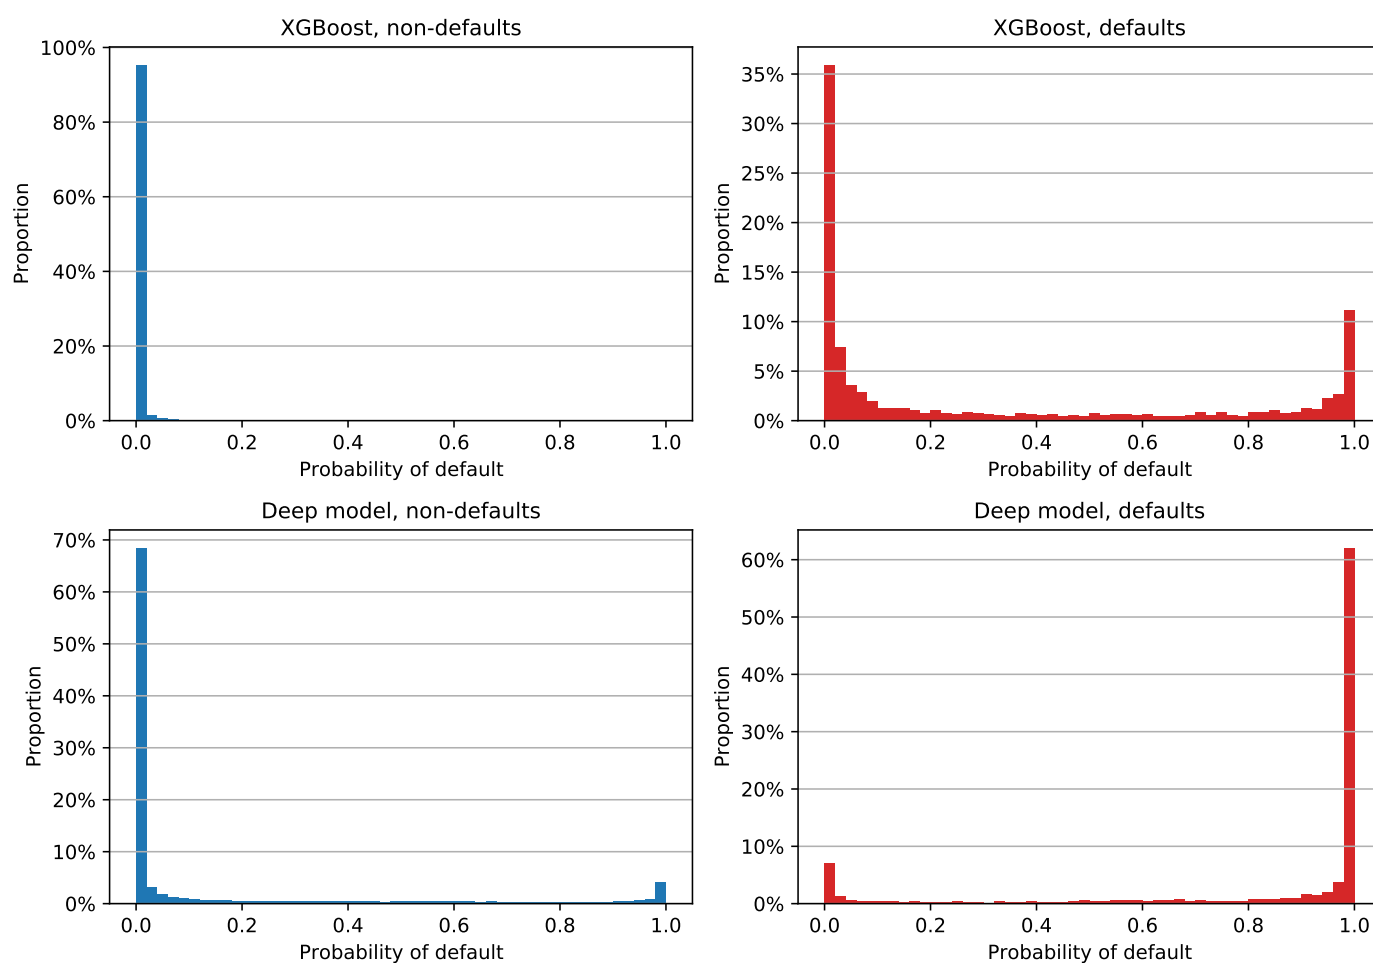 XGBoost, non-defaults
100%
80%
60%
40%
20%
0%
Proportion
0.0 0.2 0.4 0.6 0.8 1.0
Probability of default
XGBoost, defaults
35%
30%
25%
20%
15%
10%
5%
0%
Proportion
0.0 0.2 0.4 0.6 0.8 1.0
Probability of default
Deep model, non-defaults
70%
60%
50%
40%
30%
20%
10%
0%
Proportion
0.0 0.2 0.4 0.6 0.8 1.0
Probability of default
Deep model, defaults
60%
50%
40%
30%
20%
10%
0%
Proportion
0.0 0.2 0.4 0.6 0.8 1.0
Probability of default